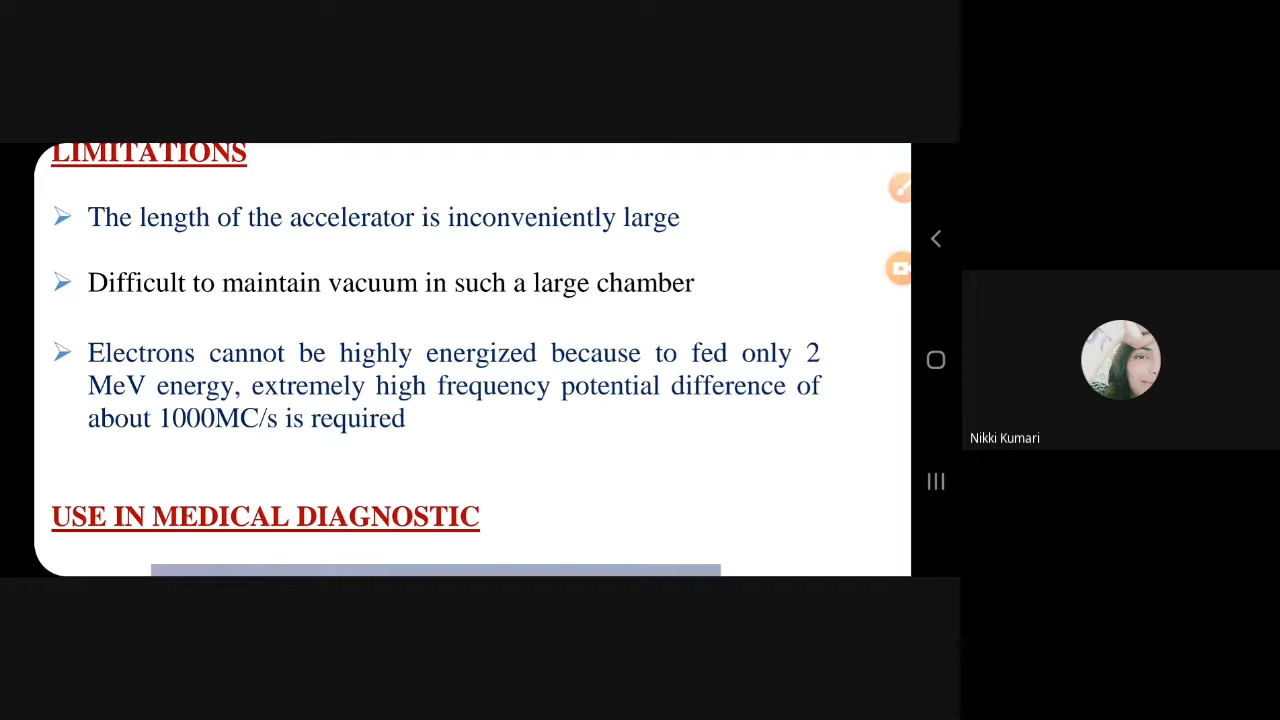 LIMITATIONS
The length of the accelerator is inconveniently large
Difficult to maintain vacuum in such a large chamber
Electrons cannot be highly energized because to fed only 2
MeV energy, extremely high frequency potential difference of
about 1000MC/s is required
USE IN MEDICAL DIAGNOSTIC
Nikki Kumari